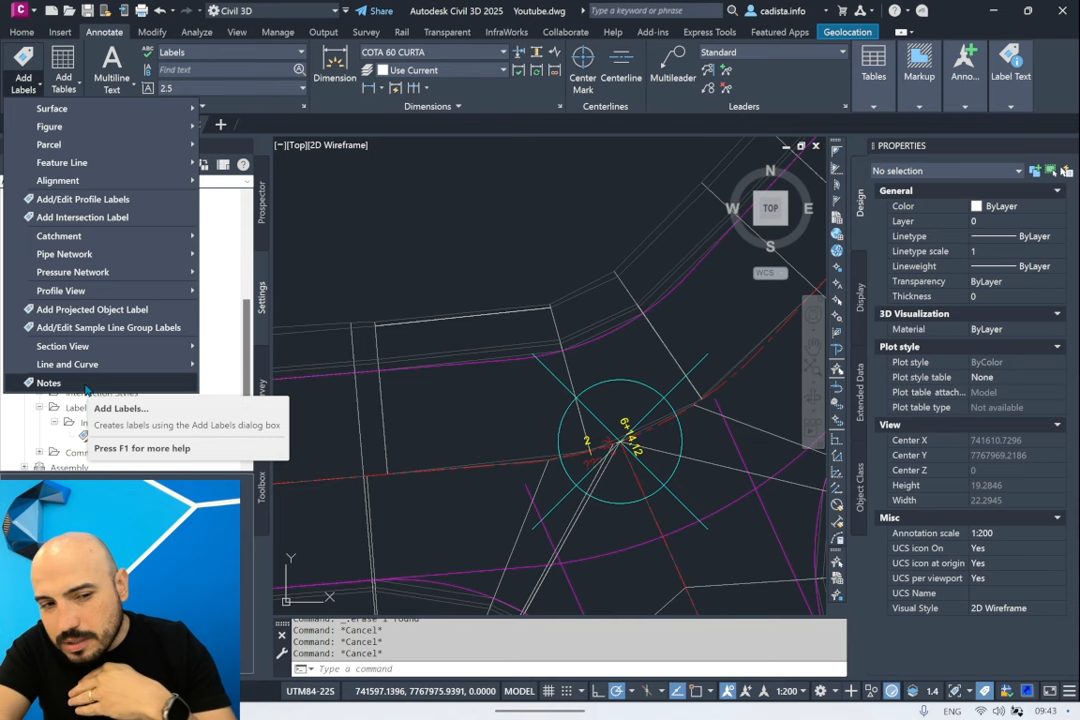 Civil 3D
Share
Autodesk Civil 3D 2025
Youtube.dwg
Type a keyword or phrase
cadista.info
Home
Insert
Annotate
Modify
Analyze
View
Manage
Output
Survey
Rail
Transparent
InfraWorks
Collaborate
Help
Add-ins
Express Tools
Featured Apps
Geolocation
Add
Labels
Add
Tables
Multiline
Text
Labels
Find text
2.5
Dimension
COTA 60 CURTA
Use Current
Dimensions
Center
Mark
Centerline
Centerlines
Multileader
Standard
Leaders
Tables
Markup
Anno...
Label Text
Surface
Figure
Parcel
Feature Line
Alignment
Add/Edit Profile Labels
Add Intersection Label
Catchment
Pipe Network
Pressure Network
Profile View
Add Projected Object Label
Add/Edit Sample Line Group Labels
Section View
Line and Curve
Notes
Add Labels...
Creates labels using the Add Labels dialog box
Press F1 for more help
Assembly
Prospector
Settings
Toolbox
[−][Top][2D Wireframe]
N
W
TOP
E
S
WCS
6+14,12
2
Y
X
Command: _.erase 1 found
Command: *Cancel*
Command: *Cancel*
Command: *Cancel*
Type a command
PROPERTIES
No selection
Design
Display
Extended Data
Object Class
General
Color ByLayer
Layer 0
Linetype ByLayer
Linetype scale 1
Lineweight ByLayer
Transparency ByLayer
Thickness 0
3D Visualization
Material ByLayer
Plot style
Plot style ByColor
Plot style table None
Plot table attach... Model
Plot table type Not available
View
Center X 741610.7296
Center Y 7767969.2186
Center Z 0
Height 19.2846
Width 22.2945
Misc
Annotation scale 1:200
UCS icon On Yes
UCS icon at origin Yes
UCS per viewport Yes
UCS Name
Visual Style 2D Wireframe
UTM84-22S
741597.1396, 7767975.9391, 0.0000
MODEL
1:200
1.4
ENG
09:43